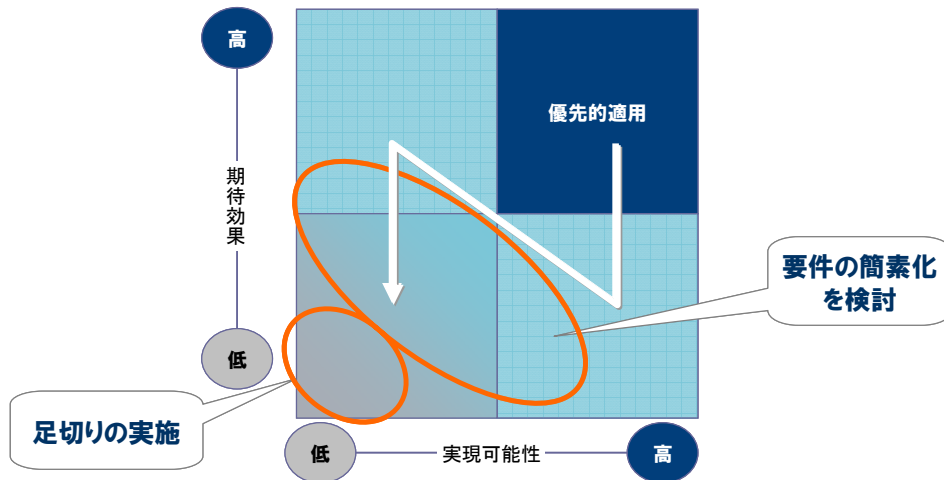 高
優先的適用
期待効果
要件の簡素化
を検討
低
足切りの実施
低
実現可能性
高